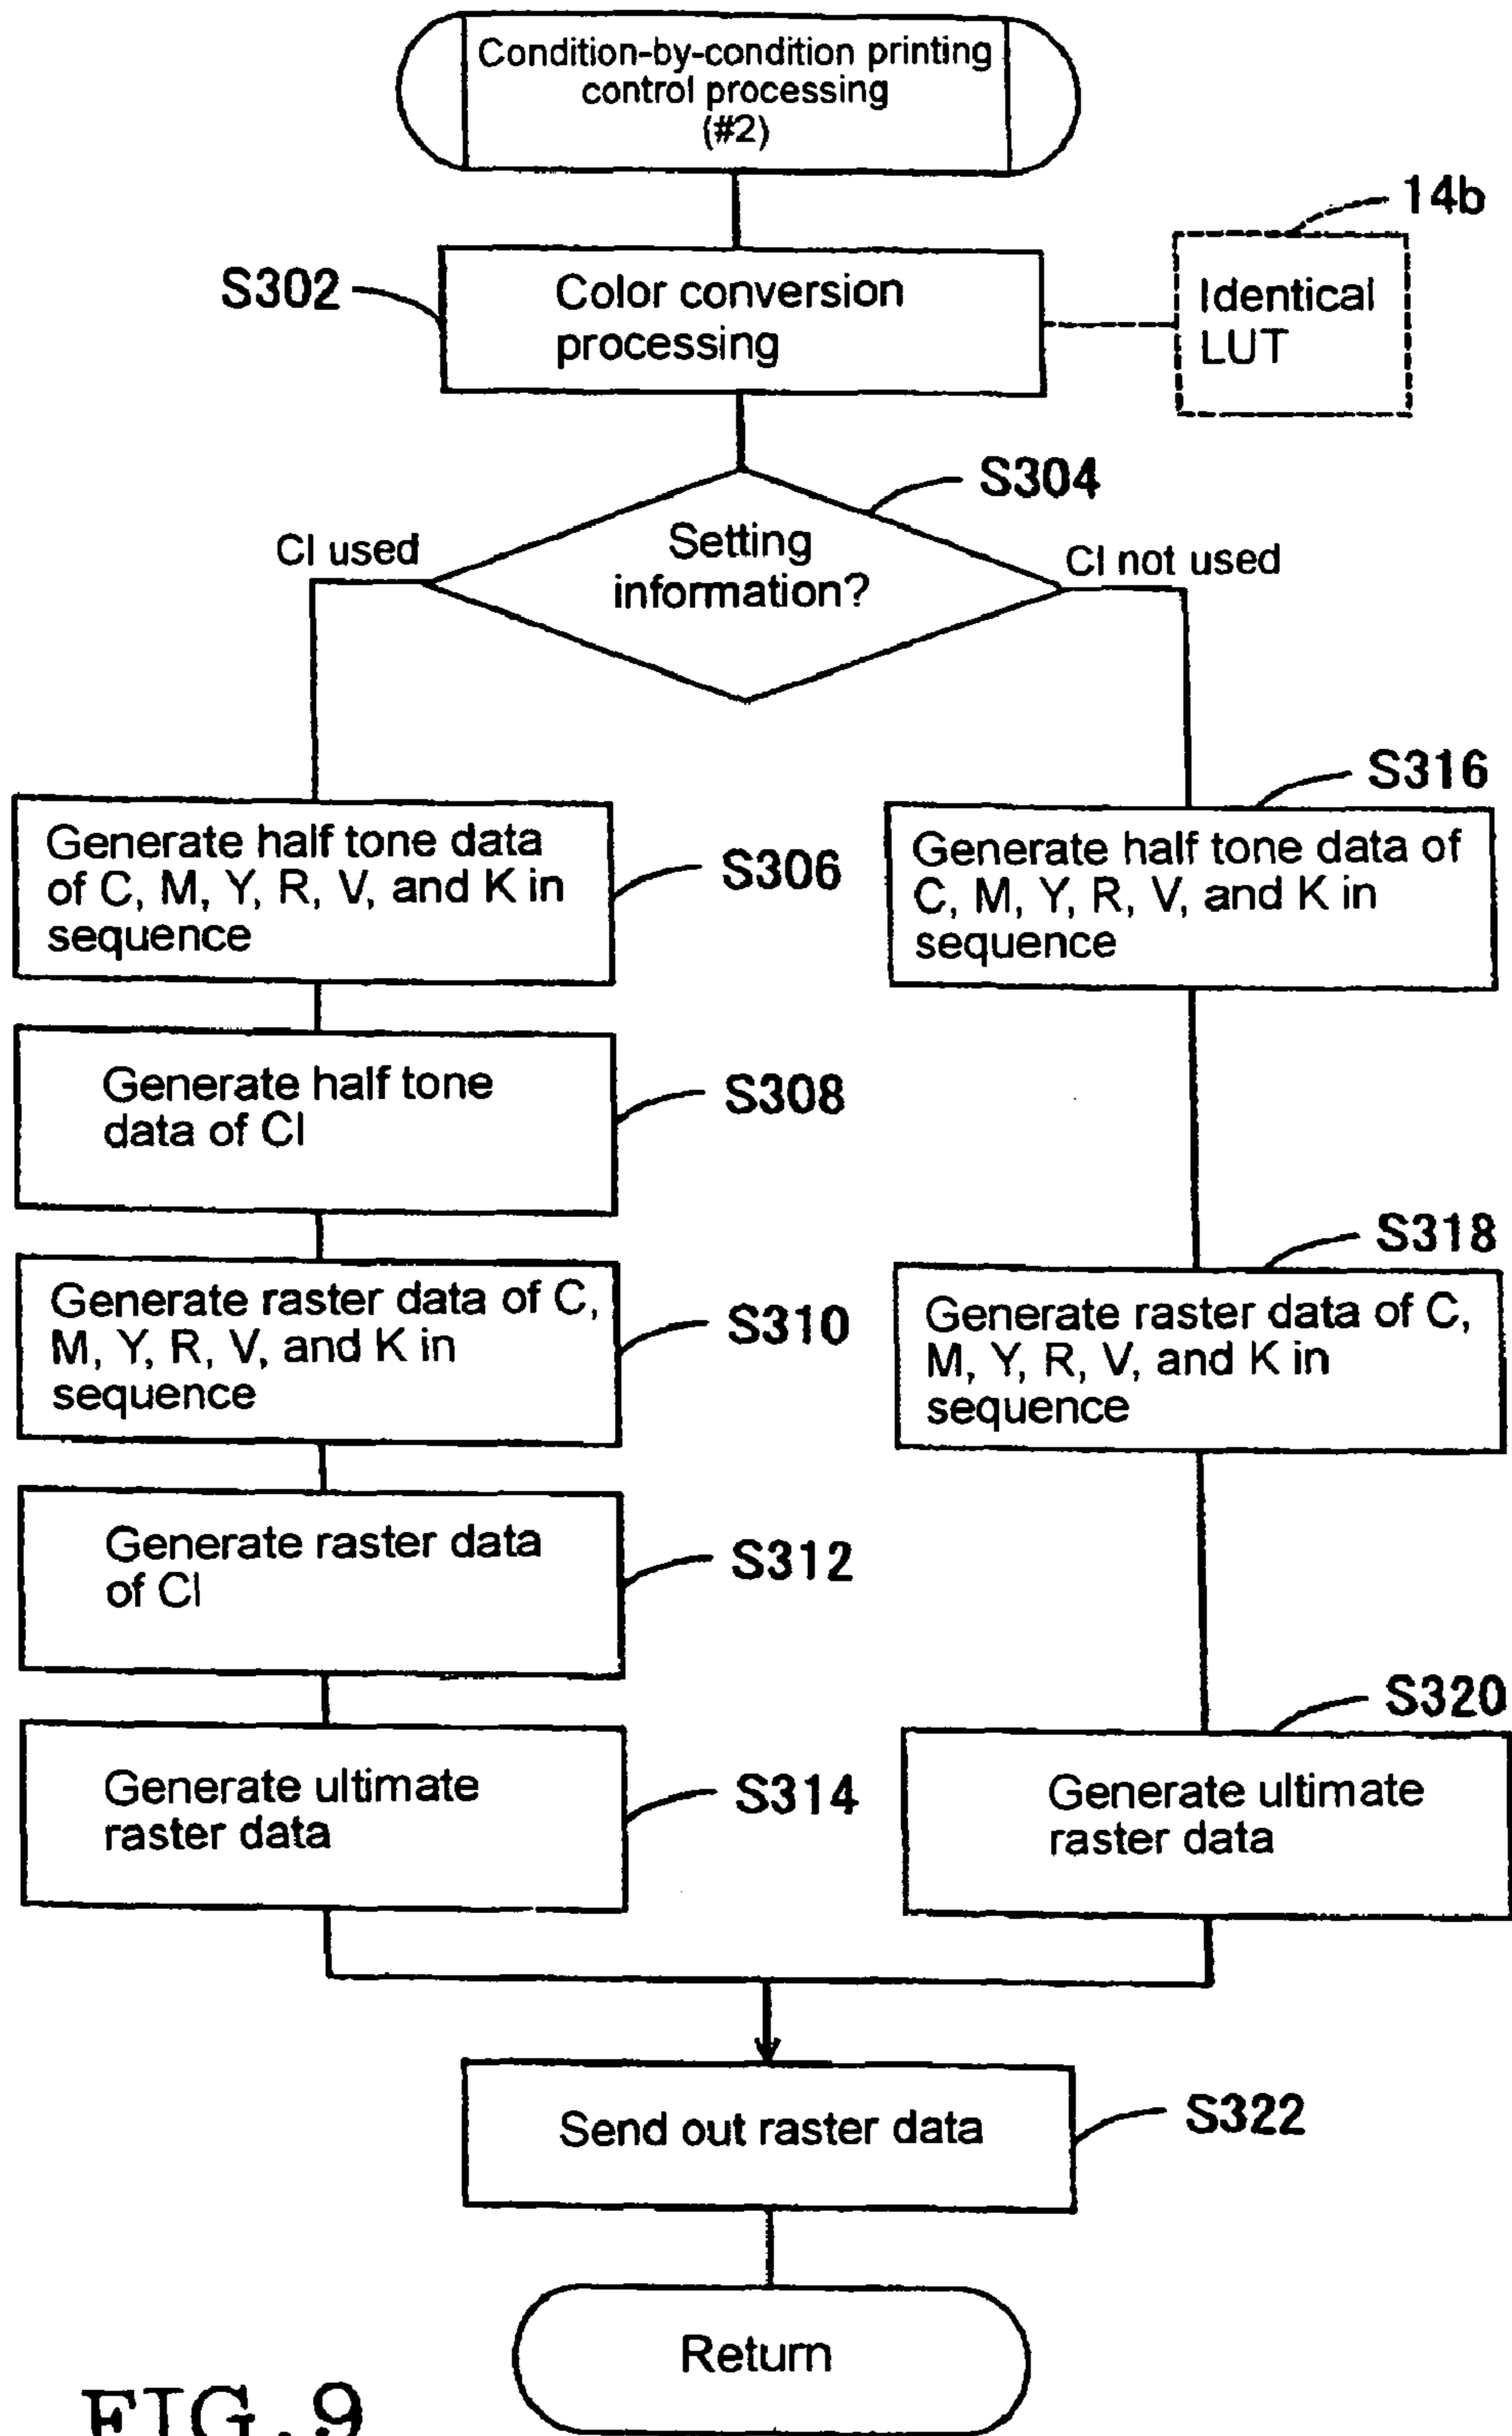 Condition-by-condition printing
control processing
(#2)
14b
S302
Color conversion
processing
Identical
LUT
S304
Setting
information?
Cl used
Cl not used
S306
Generate half tone data
of C, M, Y, R, V, and K in
sequence
S316
Generate half tone data of
C, M, Y, R, V, and K in
sequence
S308
Generate half tone
data of Cl
S310
Generate raster data of C,
M, Y, R, V, and K in
sequence
S318
Generate raster data of C,
M, Y, R, V, and K in
sequence
S312
Generate raster data
of Cl
S314
Generate ultimate
raster data
S320
Generate ultimate
raster data
Send out raster data
S322
Return
FIG.9